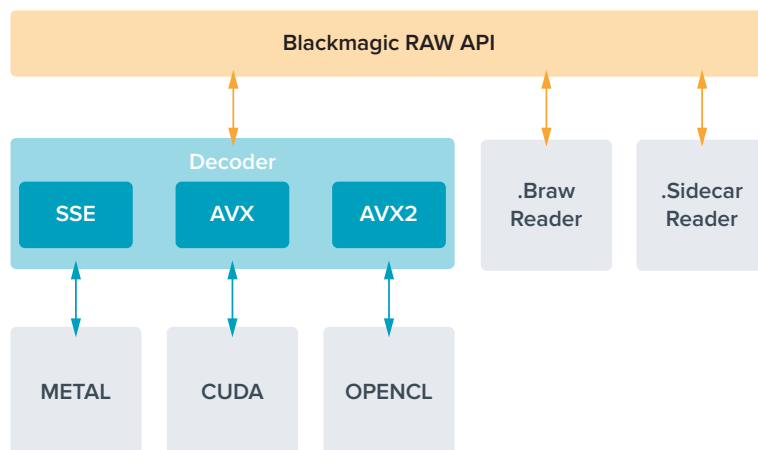 Blackmagic RAW API
Decoder
SSE
AVX
AVX2
.Braw
Reader
.Sidecar
Reader
METAL
CUDA
OPENCL